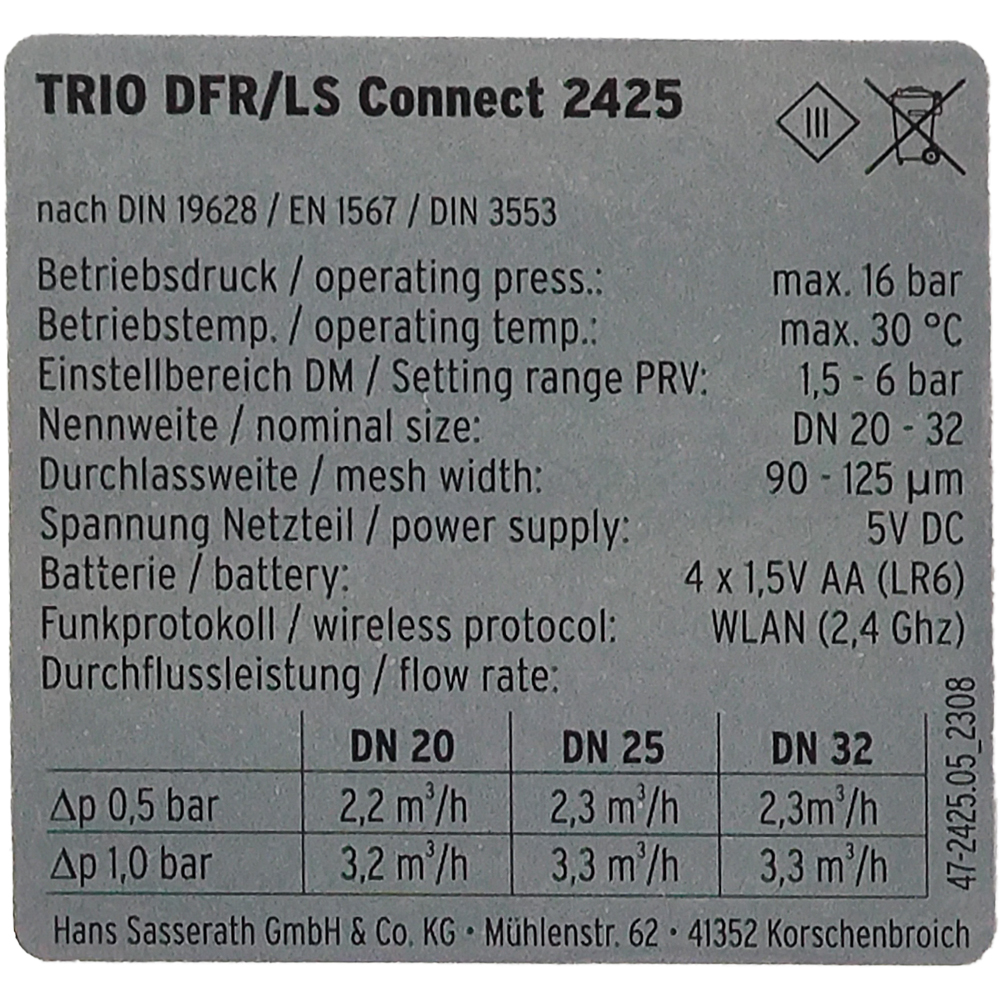 TRIO DFR/LS Connect 2425
III
nach DIN 19628 / EN 1567 / DIN 3553
Betriebsdruck / operating press.: max. 16 bar
Betriebstemp. / operating temp.: max. 30 °C
Einstellbereich DM / Setting range PRV: 1,5 - 6 bar
Nennweite / nominal size: DN 20 - 32
Durchlassweite / mesh width: 90 - 125 µm
Spannung Netzteil / power supply: 5V DC
Batterie / battery: 4 x 1,5V AA (LR6)
Funkprotokoll / wireless protocol: WLAN (2,4 Ghz)
Durchflussleistung / flow rate:
DN 20 DN 25 DN 32
Δp 0,5 bar 2,2 m³/h 2,3 m³/h 2,3m³/h
Δp 1,0 bar 3,2 m³/h 3,3 m³/h 3,3 m³/h
47-2425.05_2308
Hans Sasserath GmbH & Co. KG • Mühlenstr. 62 • 41352 Korschenbroich